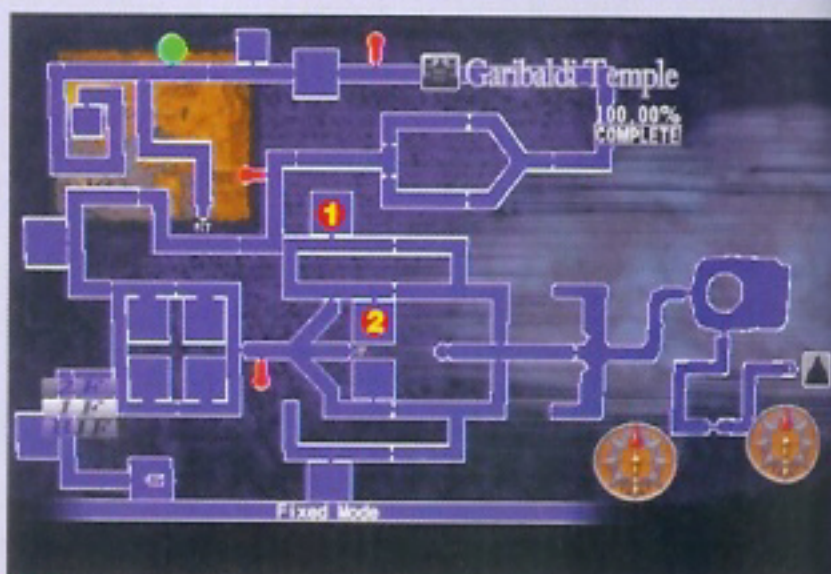 Garibaldi Temple
100.00%
COMPLETE
1
2
2F
1F
B1F
Fixed Mode